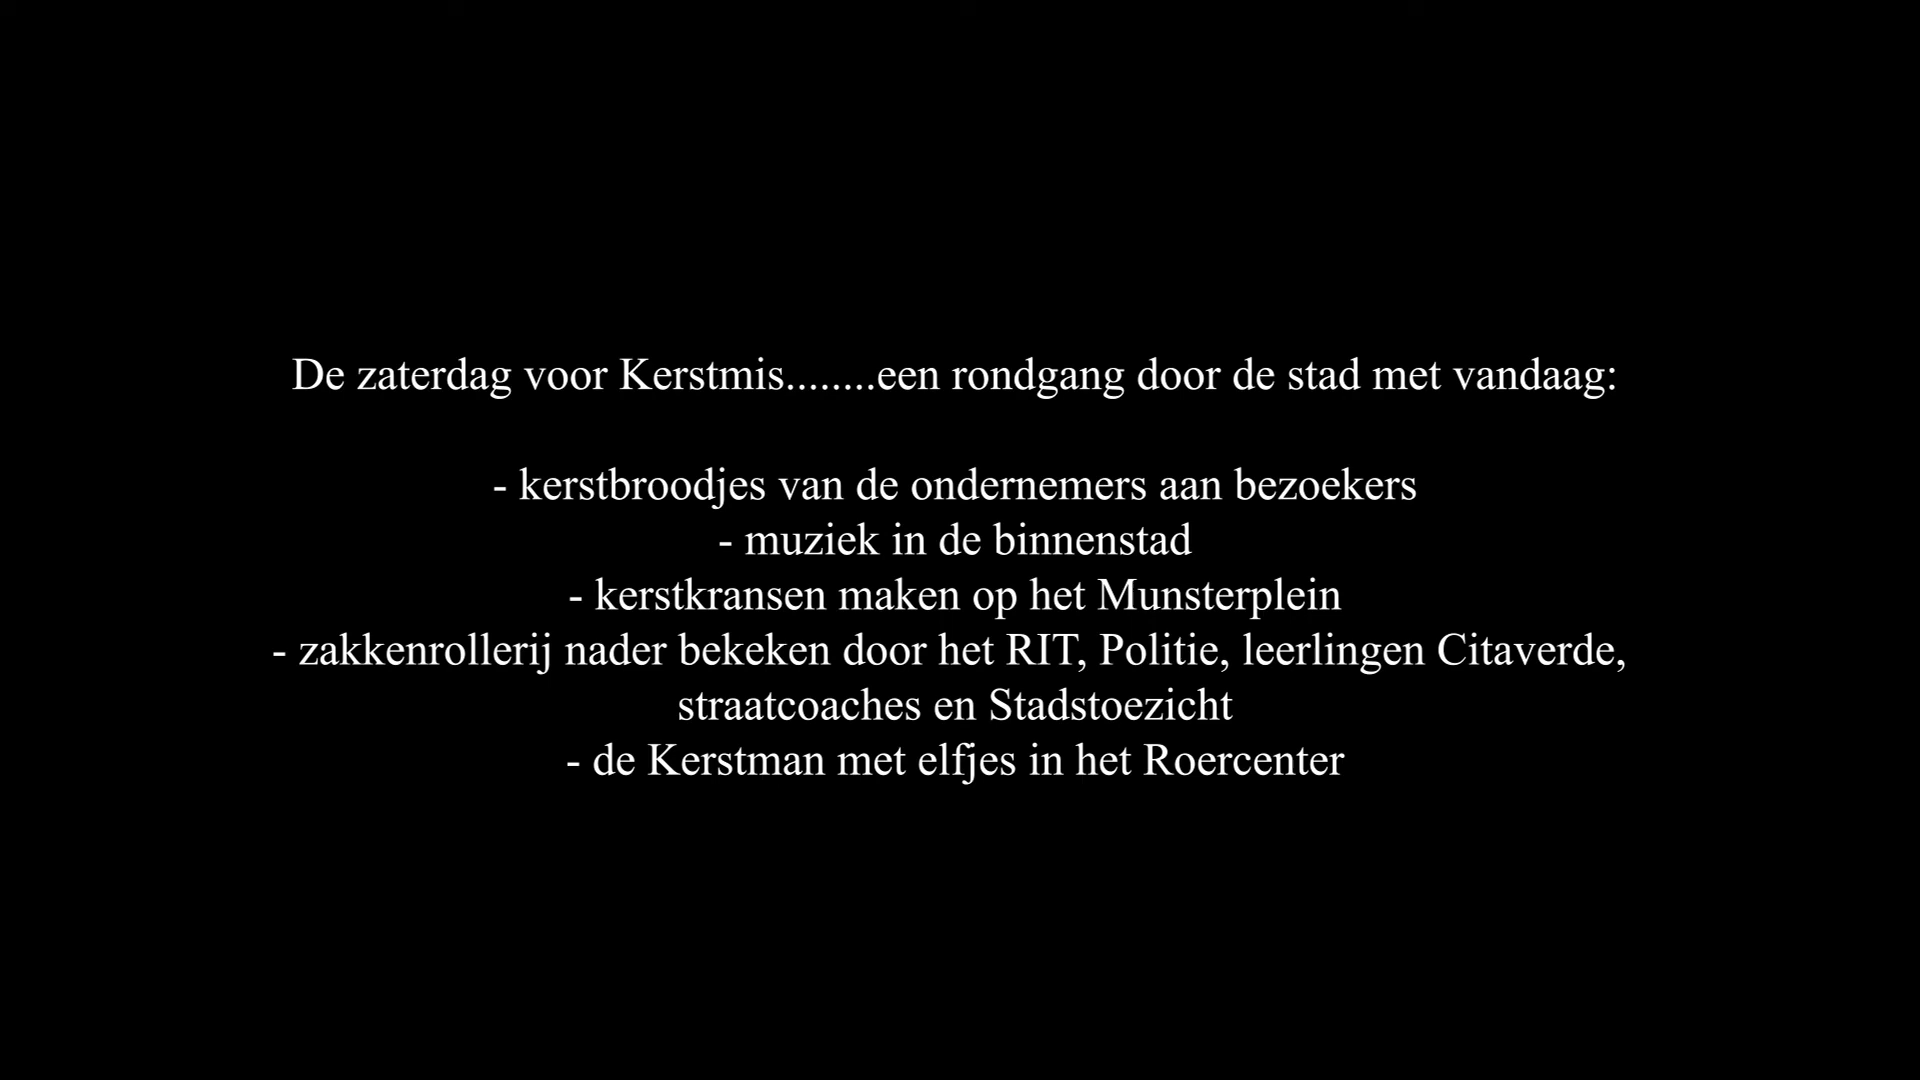 De zaterdag voor Kerstmis........een rondgang door de stad met vandaag:
- kerstbroodjes van de ondernemers aan bezoekers
- muziek in de binnenstad
- kerstkransen maken op het Munsterplein
- zakkenrollerij nader bekeken door het RIT, Politie, leerlingen Citaverde,
straatcoaches en Stadstoezicht
- de Kerstman met elfjes in het Roercenter